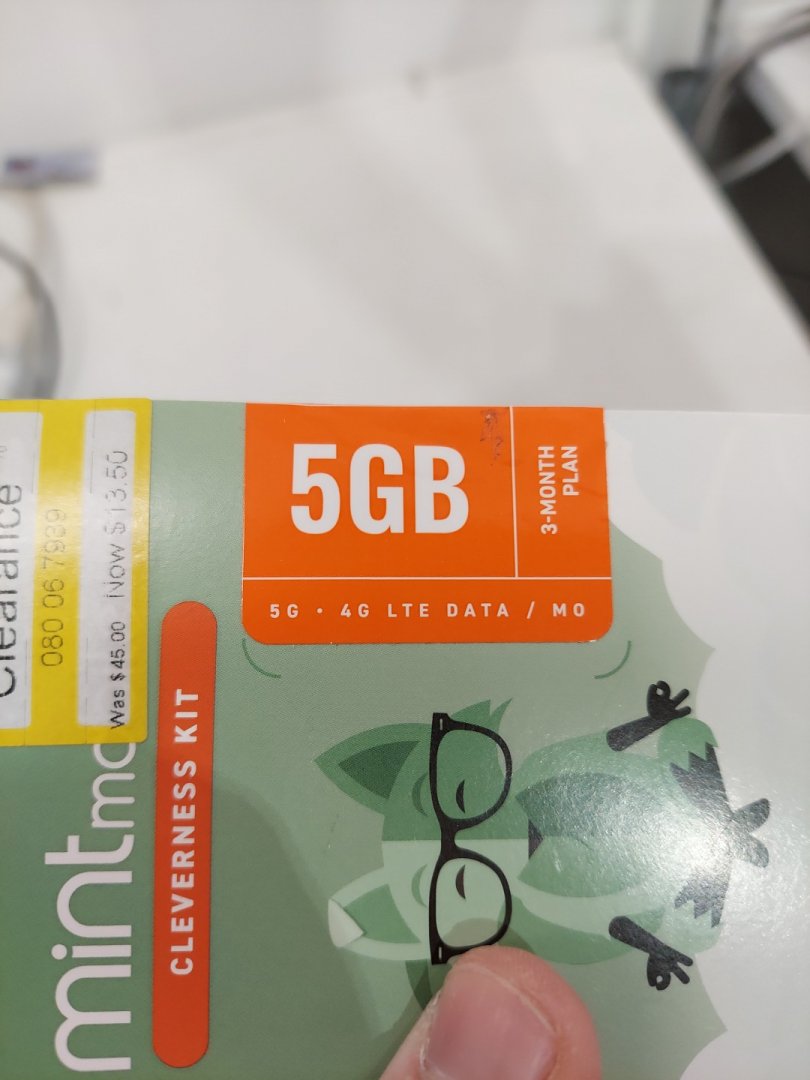 5GB
3-MONTH
PLAN
5G • 4G LTE DATA / MO
Clearance
080 06 7939
Was $45.00 Now $13.50
mint
CLEVERNESS KIT